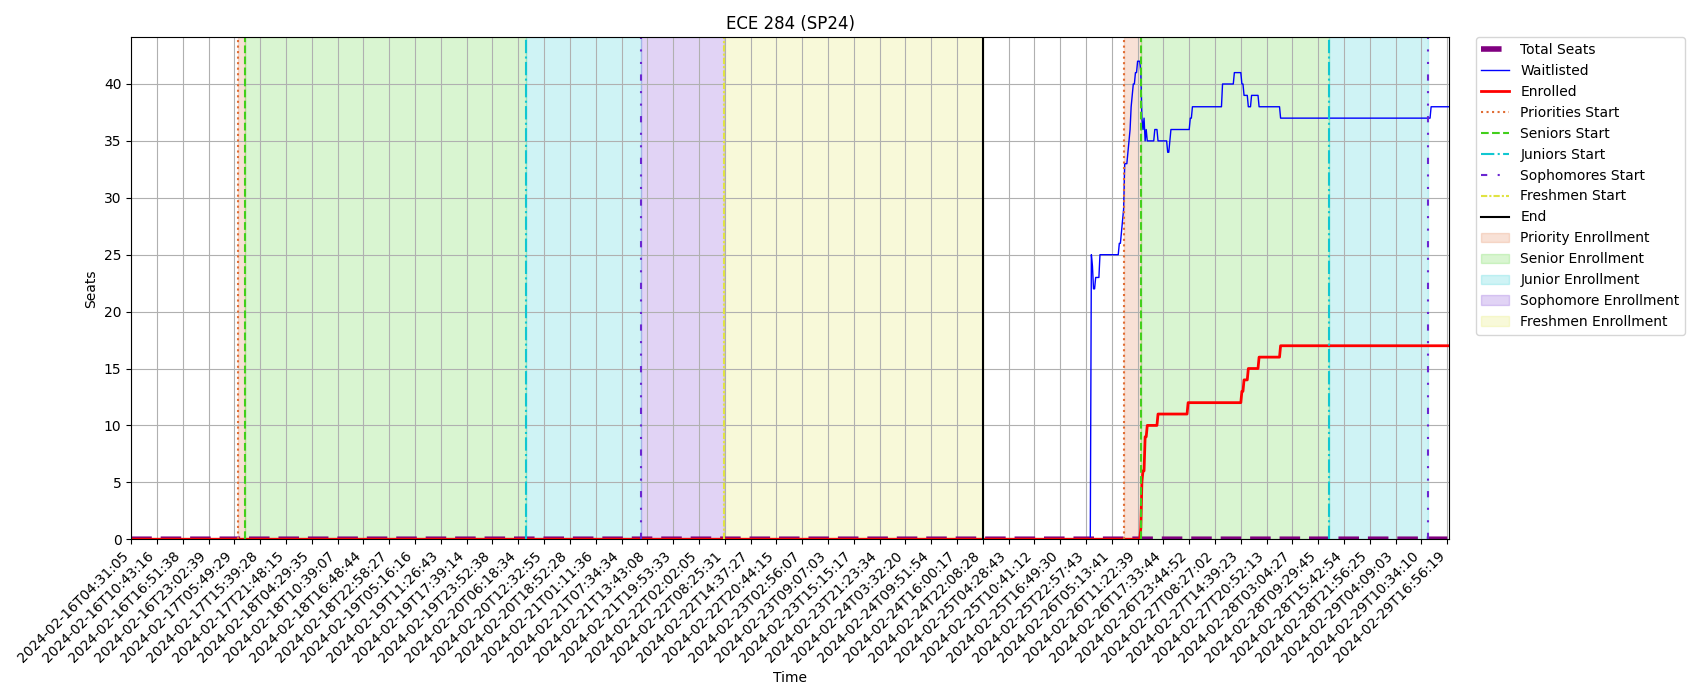 ECE 284 (SP24)
Seats
40
35
30
25
20
15
10
5
0
2024-02-16T04:31:05
2024-02-16T10:43:16
2024-02-16T16:51:38
2024-02-16T23:02:39
2024-02-17T05:49:29
2024-02-17T15:39:28
2024-02-17T21:48:15
2024-02-18T04:29:35
2024-02-18T10:39:07
2024-02-18T16:48:44
2024-02-18T22:58:27
2024-02-19T05:16:16
2024-02-19T11:26:43
2024-02-19T17:39:14
2024-02-19T23:52:38
2024-02-20T06:18:34
2024-02-20T12:32:55
2024-02-20T18:52:28
2024-02-21T01:11:36
2024-02-21T07:34:34
2024-02-21T13:43:08
2024-02-21T19:53:33
2024-02-22T02:02:05
2024-02-22T08:25:31
2024-02-22T14:37:27
2024-02-22T20:44:15
2024-02-23T02:56:07
2024-02-23T09:07:03
2024-02-23T15:15:17
2024-02-23T21:23:34
2024-02-24T03:32:20
2024-02-24T09:51:54
2024-02-24T16:00:17
2024-02-24T22:08:28
2024-02-25T04:28:43
2024-02-25T10:41:12
2024-02-25T16:49:30
2024-02-25T22:57:43
2024-02-26T05:13:41
2024-02-26T11:22:39
2024-02-26T17:33:44
2024-02-26T23:44:52
2024-02-27T08:27:02
2024-02-27T14:39:23
2024-02-27T20:52:13
2024-02-28T03:04:27
2024-02-28T09:29:45
2024-02-28T15:42:54
2024-02-28T21:56:25
2024-02-29T04:09:03
2024-02-29T10:34:10
2024-02-29T16:56:19
Time
Total Seats
Waitlisted
Enrolled
Priorities Start
Seniors Start
Juniors Start
Sophomores Start
Freshmen Start
End
Priority Enrollment
Senior Enrollment
Junior Enrollment
Sophomore Enrollment
Freshmen Enrollment